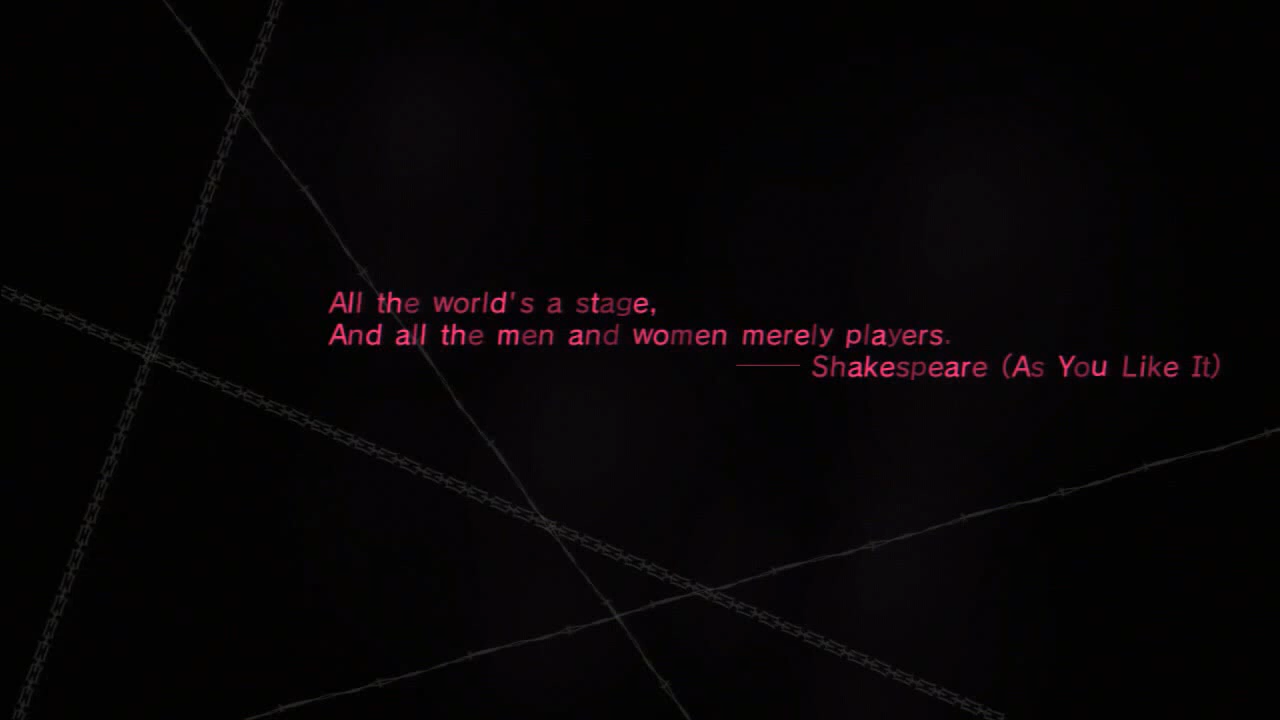 All the world's a stage,
And all the men and women merely players.
—— Shakespeare (As You Like It)